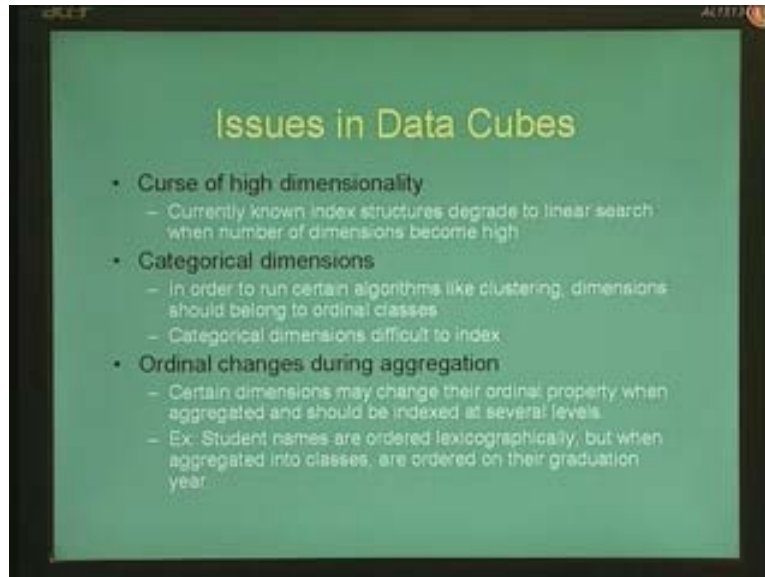 acer
Issues in Data Cubes
• Curse of high dimensionality
– Currently known index structures degrade to linear search
when number of dimensions become high
• Categorical dimensions
– In order to run certain algorithms like clustering, dimensions
should belong to ordinal classes
– Categorical dimensions difficult to index
• Ordinal changes during aggregation
– Certain dimensions may change their ordinal property when
aggregated and should be indexed at several levels.
– Ex: Student names are ordered lexicographically, but when
aggregated into classes, are ordered on their graduation
year